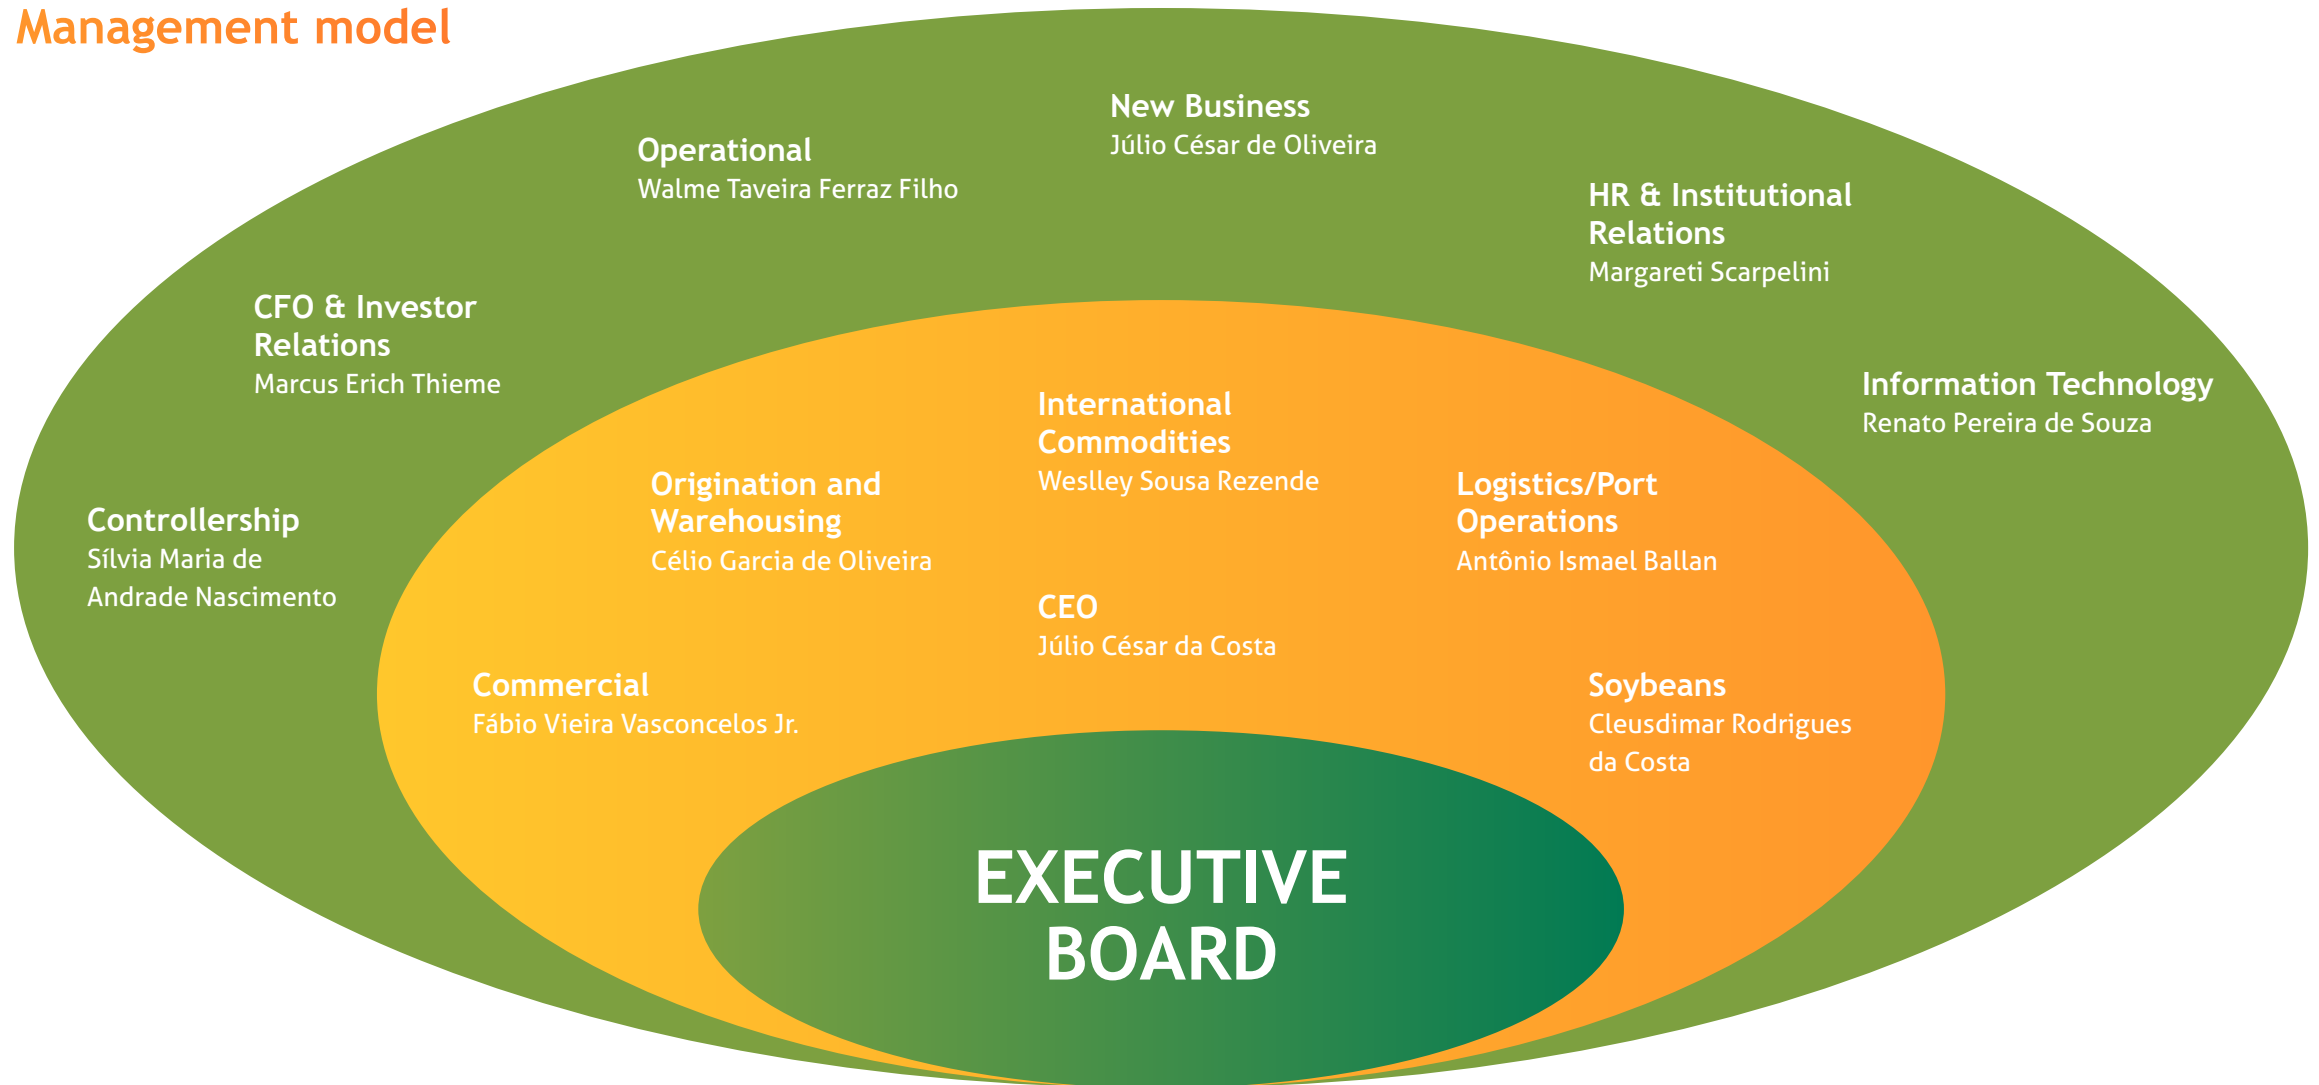 Management model
New Business
Júlio César de Oliveira
Operational
Walme Taveira Ferraz Filho
HR & Institutional
Relations
Margareti Scarpelini
CFO & Investor
Relations
Marcus Erich Thieme
Information Technology
Renato Pereira de Souza
International
Commodities
Weslley Sousa Rezende
Origination and
Warehousing
Célio Garcia de Oliveira
Logistics/Port
Operations
Antônio Ismael Ballan
Controllership
Sílvia Maria de
Andrade Nascimento
CEO
Júlio César da Costa
Commercial
Fábio Vieira Vasconcelos Jr.
Soybeans
Cleusdimar Rodrigues
da Costa
EXECUTIVE
BOARD